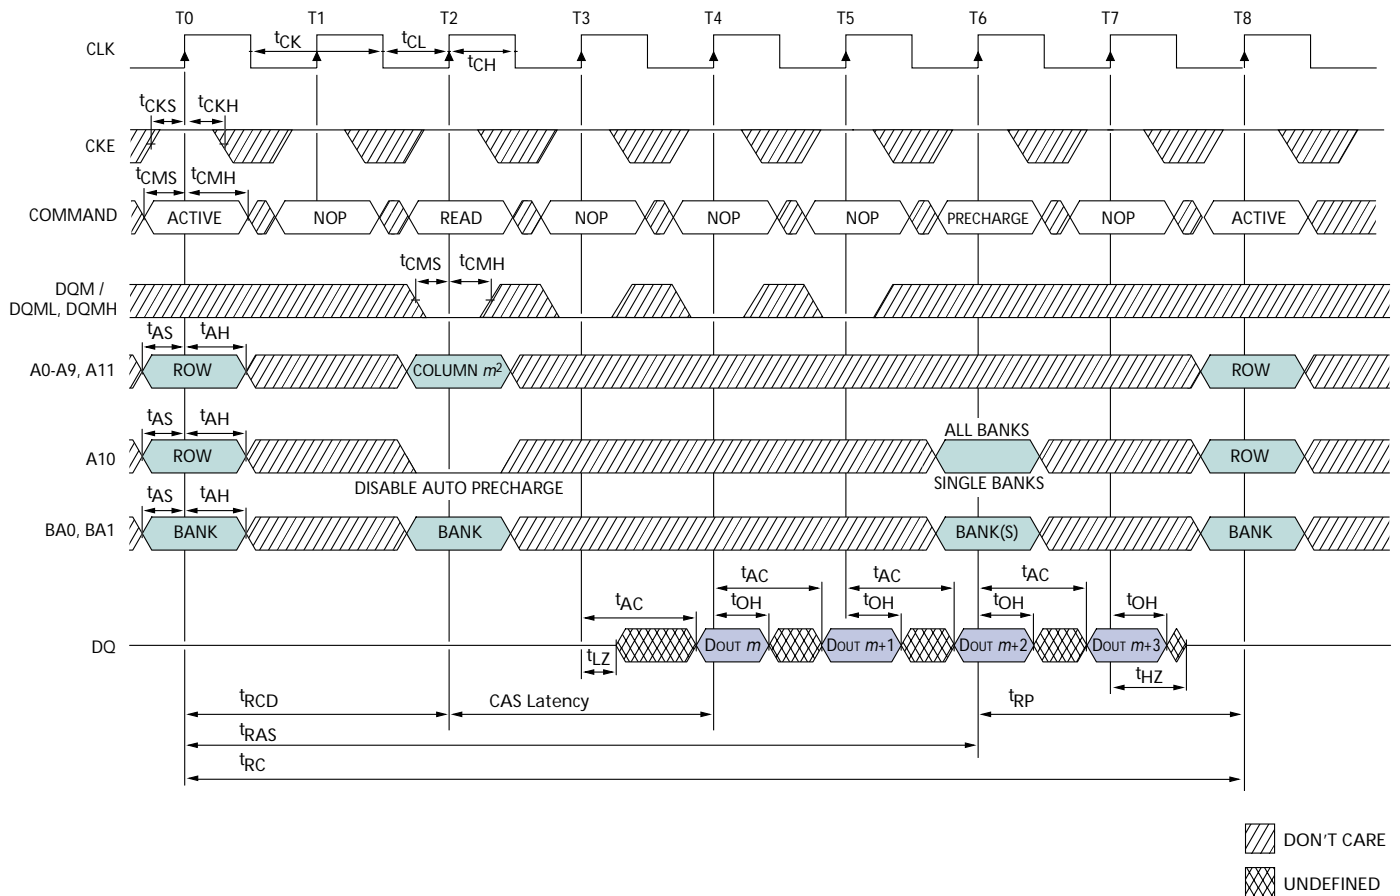 T0 T1 T2 T3 T4 T5 T6 T7 T8
CLK
tCK tCL
tCH
tCKS tCKH
CKE
tCMS tCMH
COMMAND ACTIVE NOP READ NOP NOP NOP PRECHARGE NOP ACTIVE
tCMS tCMH
DQM /
DQML, DQMH
tAS tAH
A0-A9, A11 ROW COLUMN m2 ROW
tAS tAH ALL BANKS
A10 ROW ROW
DISABLE AUTO PRECHARGE SINGLE BANKS
tAS tAH
BA0, BA1 BANK BANK BANK(S) BANK
tAC tAC tAC
tAC tOH tOH tOH tOH
DQ DOUT m DOUT m+1 DOUT m+2 DOUT m+3
tLZ tHZ
tRCD CAS Latency tRP
tRAS
tRC
DON'T CARE
UNDEFINED